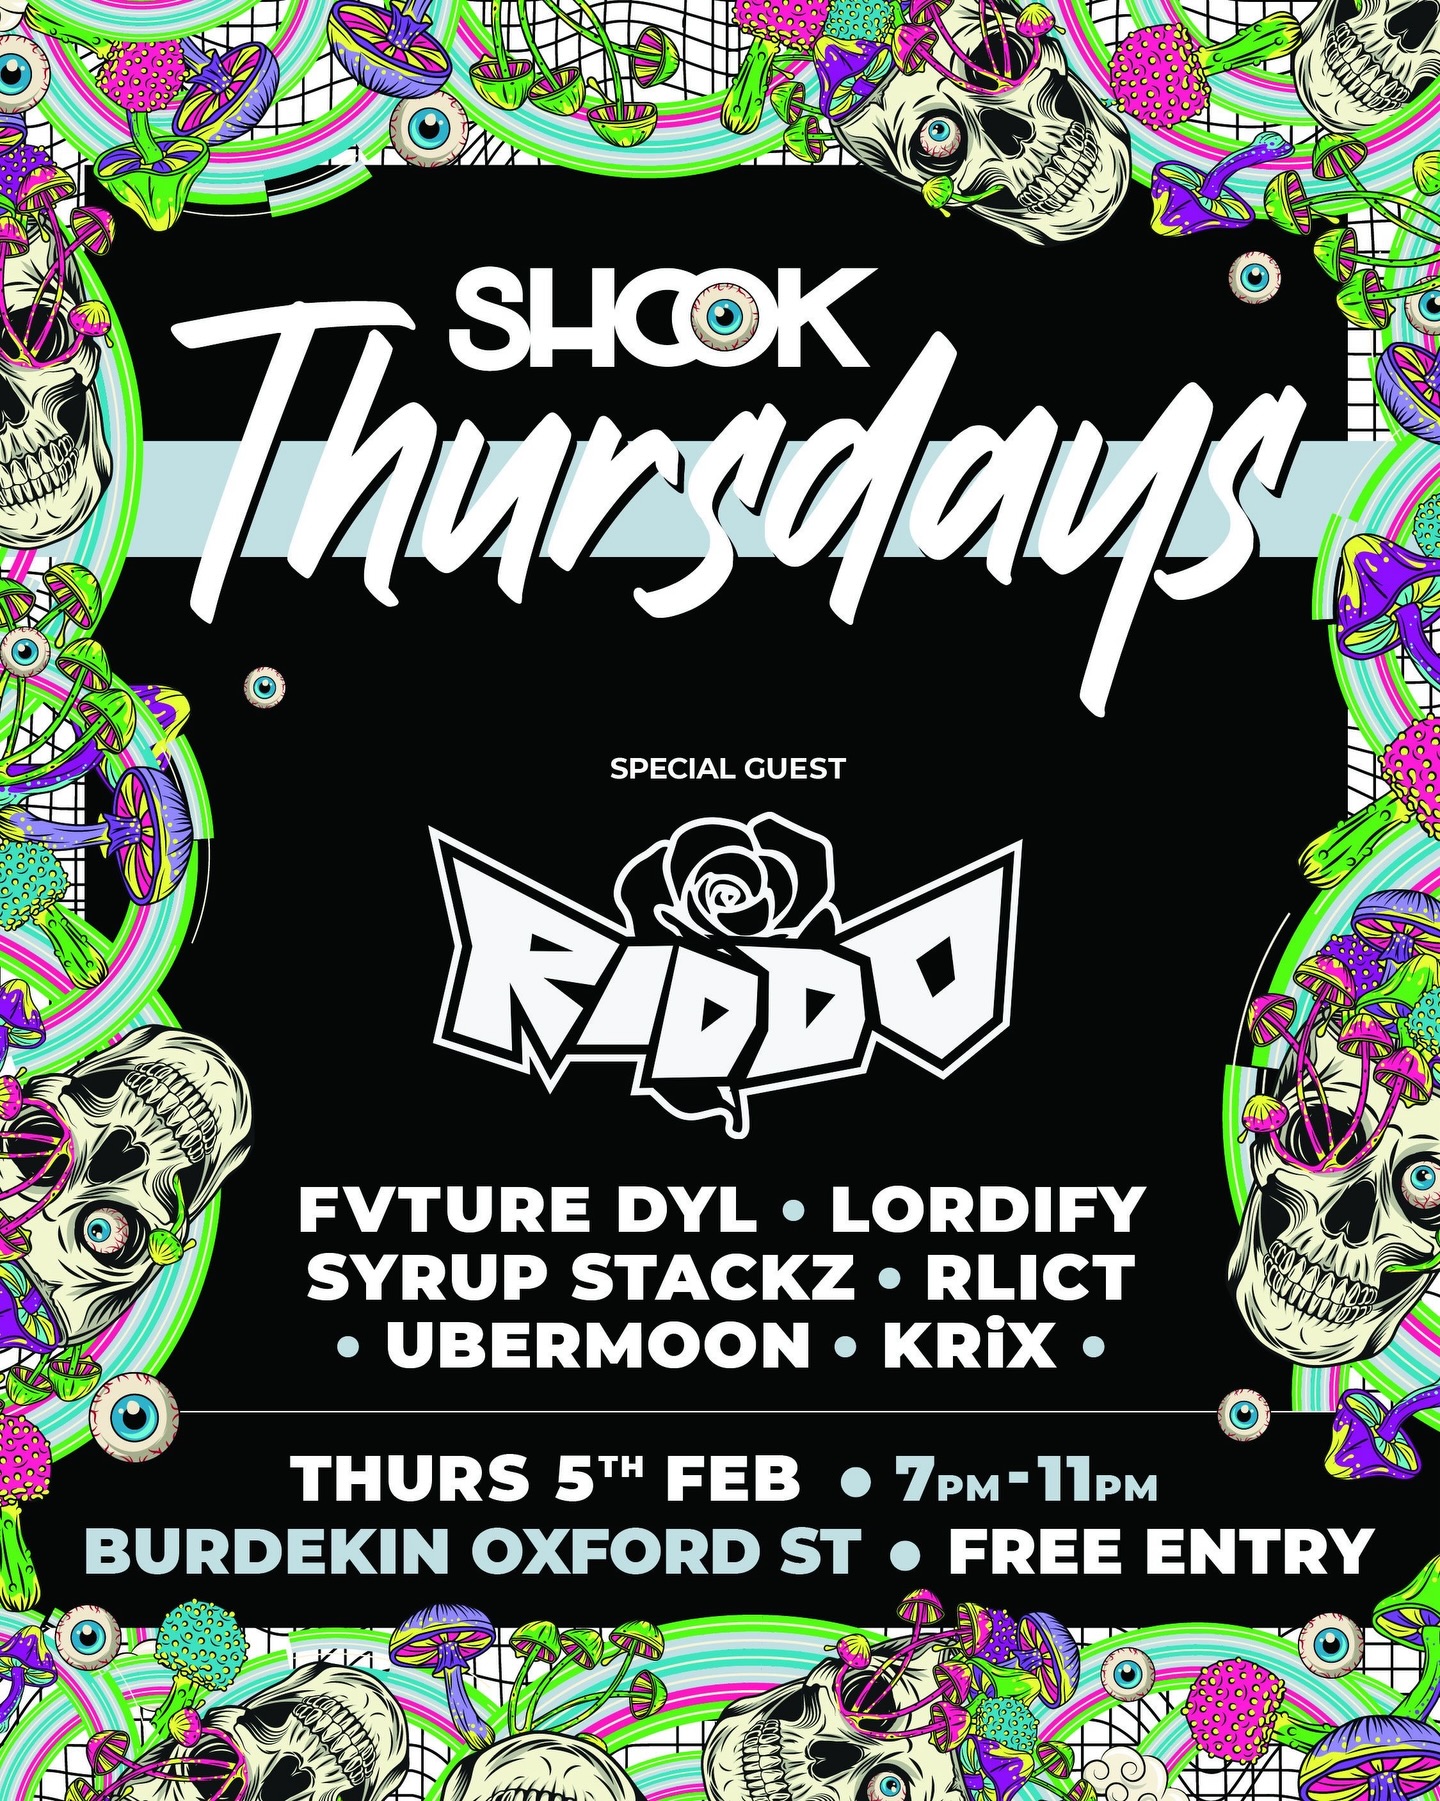 SHOOK
Thursdays
SPECIAL GUEST
RIDDO
FVTURE DYL • LORDIFY
SYRUP STACKZ • RLICT
• UBERMOON • KRiX •
THURS 5TH FEB • 7PM-11PM
BURDEKIN OXFORD ST • FREE ENTRY